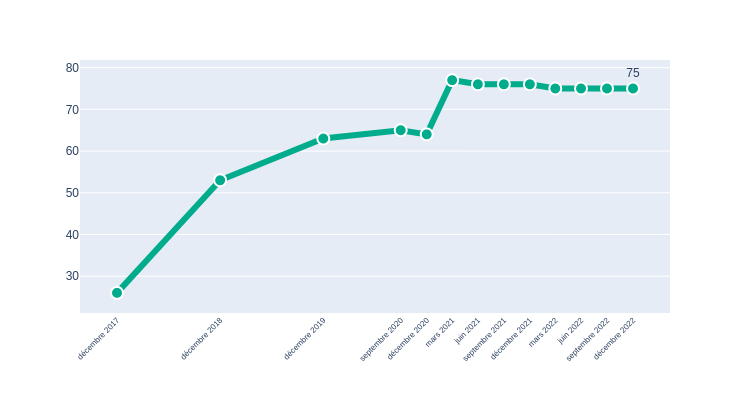 80
70
60
50
40
30
75
décembre 2017
décembre 2018
décembre 2019
septembre 2020
décembre 2020
mars 2021
juin 2021
septembre 2021
décembre 2021
mars 2022
juin 2022
septembre 2022
décembre 2022